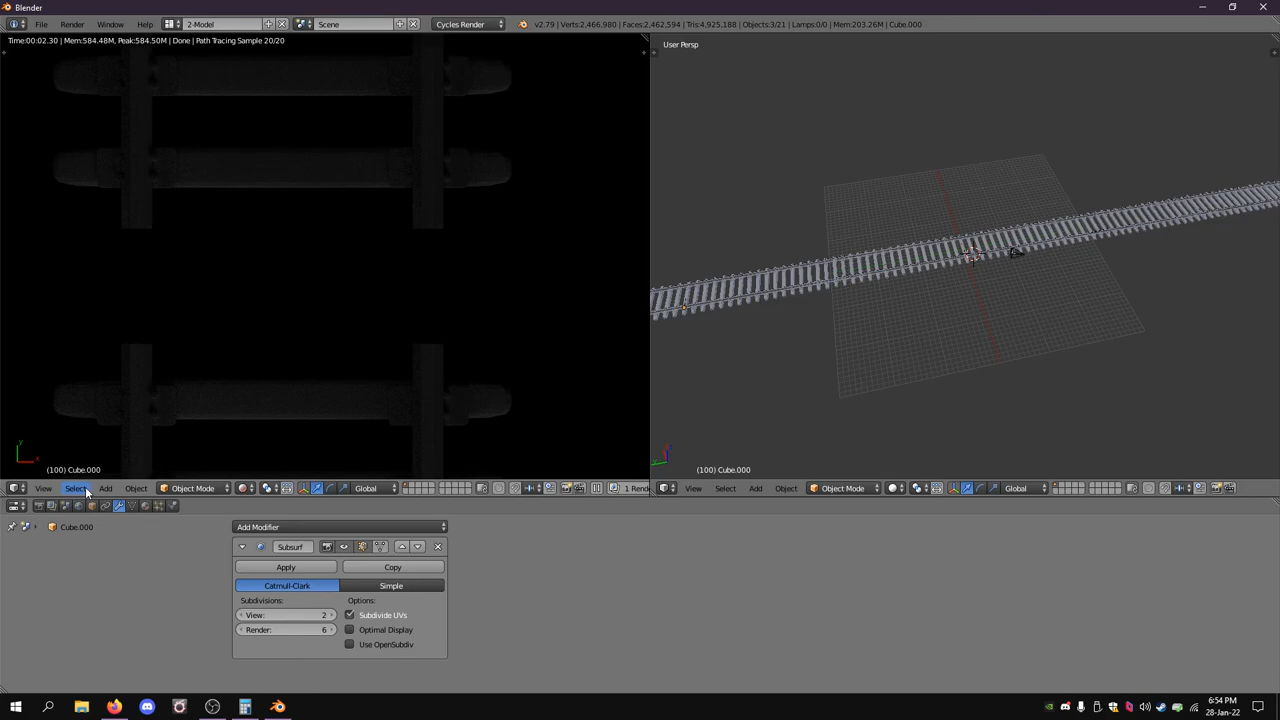 Blender
File
Render
Window
Help
2-Model
Scene
Cycles Render
v2.79 | Verts:2,466,980 | Faces:2,462,594 | Tris:4,925,188 | Objects:3/21 | Lamps:0/0 | Mem:203.26M | Cube.000
Time:00:02.30 | Mem:584.48M, Peak:584.50M | Done | Path Tracing Sample 20/20
User Persp
y
x
(100) Cube.000
(100) Cube.000
View
Select
Add
Object
Object Mode
Global
1 Rende
View
Select
Add
Object
Object Mode
Global
Cube.000
Add Modifier
Subsurf
Apply
Copy
Catmull-Clark
Simple
Subdivisions:
Options:
View: 2
Subdivide UVs
Render: 6
Optimal Display
Use OpenSubdiv
6:54 PM
28-Jan-22